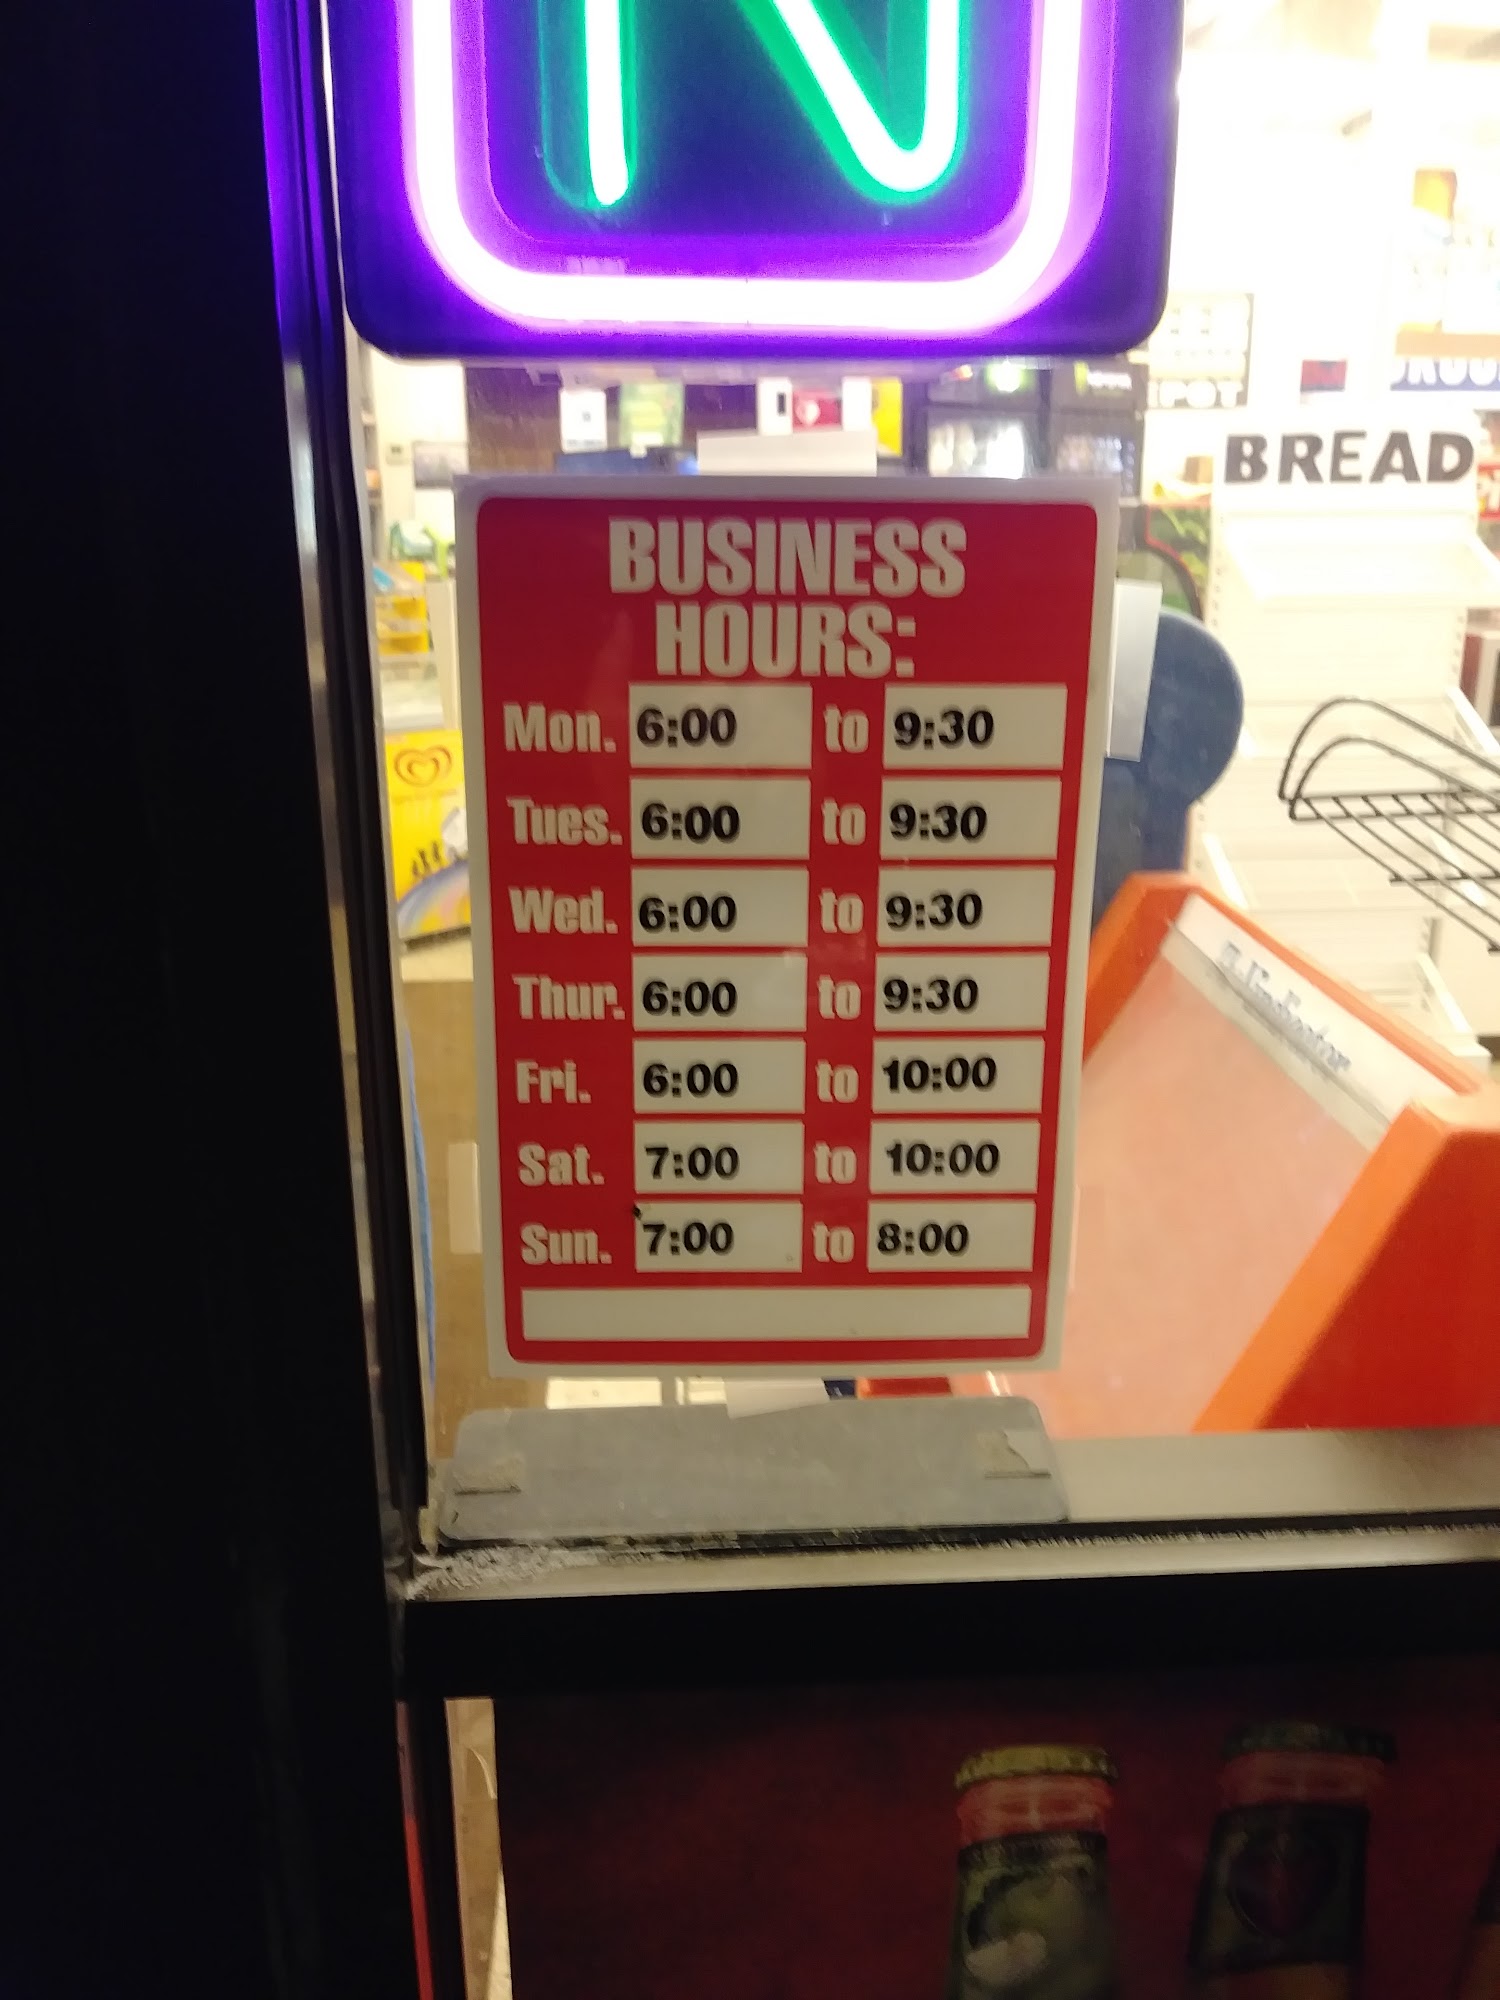 N
BREAD
BUSINESS
HOURS:
Mon. 6:00 to 9:30
Tues. 6:00 to 9:30
Wed. 6:00 to 9:30
Thur. 6:00 to 9:30
Fri. 6:00 to 10:00
Sat. 7:00 to 10:00
Sun. 7:00 to 8:00